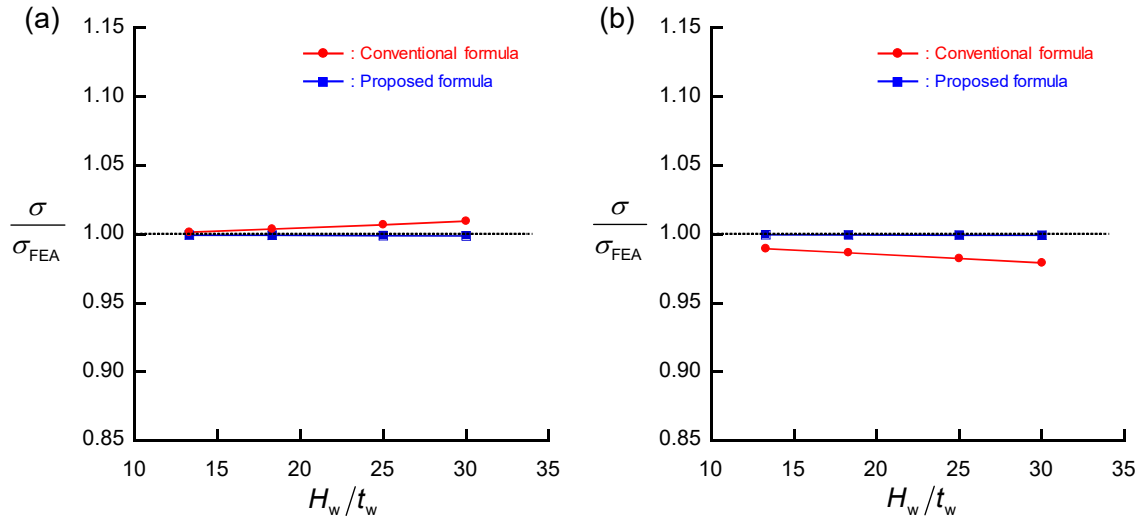 (a)
1.15
: Conventional formula
: Proposed formula
1.10
1.05
σ
σFEA
1.00
0.95
0.90
0.85
10 15 20 25 30 35
Hw/tw
(b)
1.15
: Conventional formula
: Proposed formula
1.10
1.05
σ
σFEA
1.00
0.95
0.90
0.85
10 15 20 25 30 35
Hw/tw